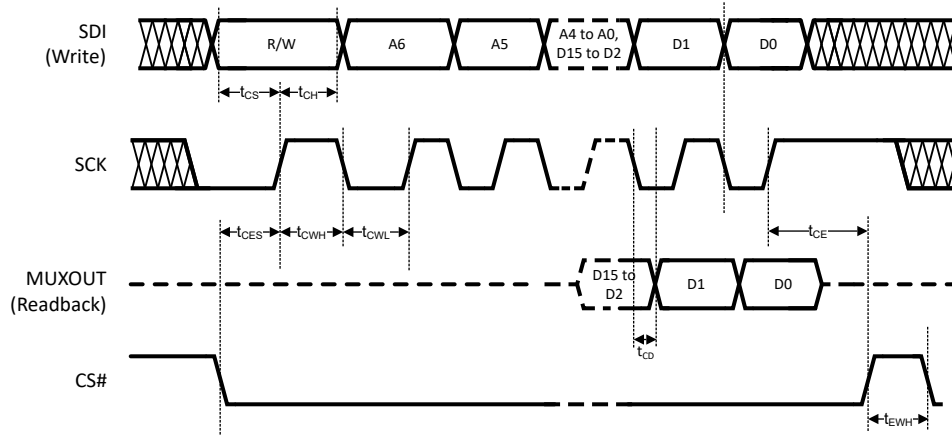 SDI
(Write)
R/W
A6
A5
A4 to A0,
D15 to D2
D1
D0
tCS
tCH
SCK
tCES
tCWH
tCWL
tCE
MUXOUT
(Readback)
D15 to
D2
D1
D0
tCD
CS#
tEWH